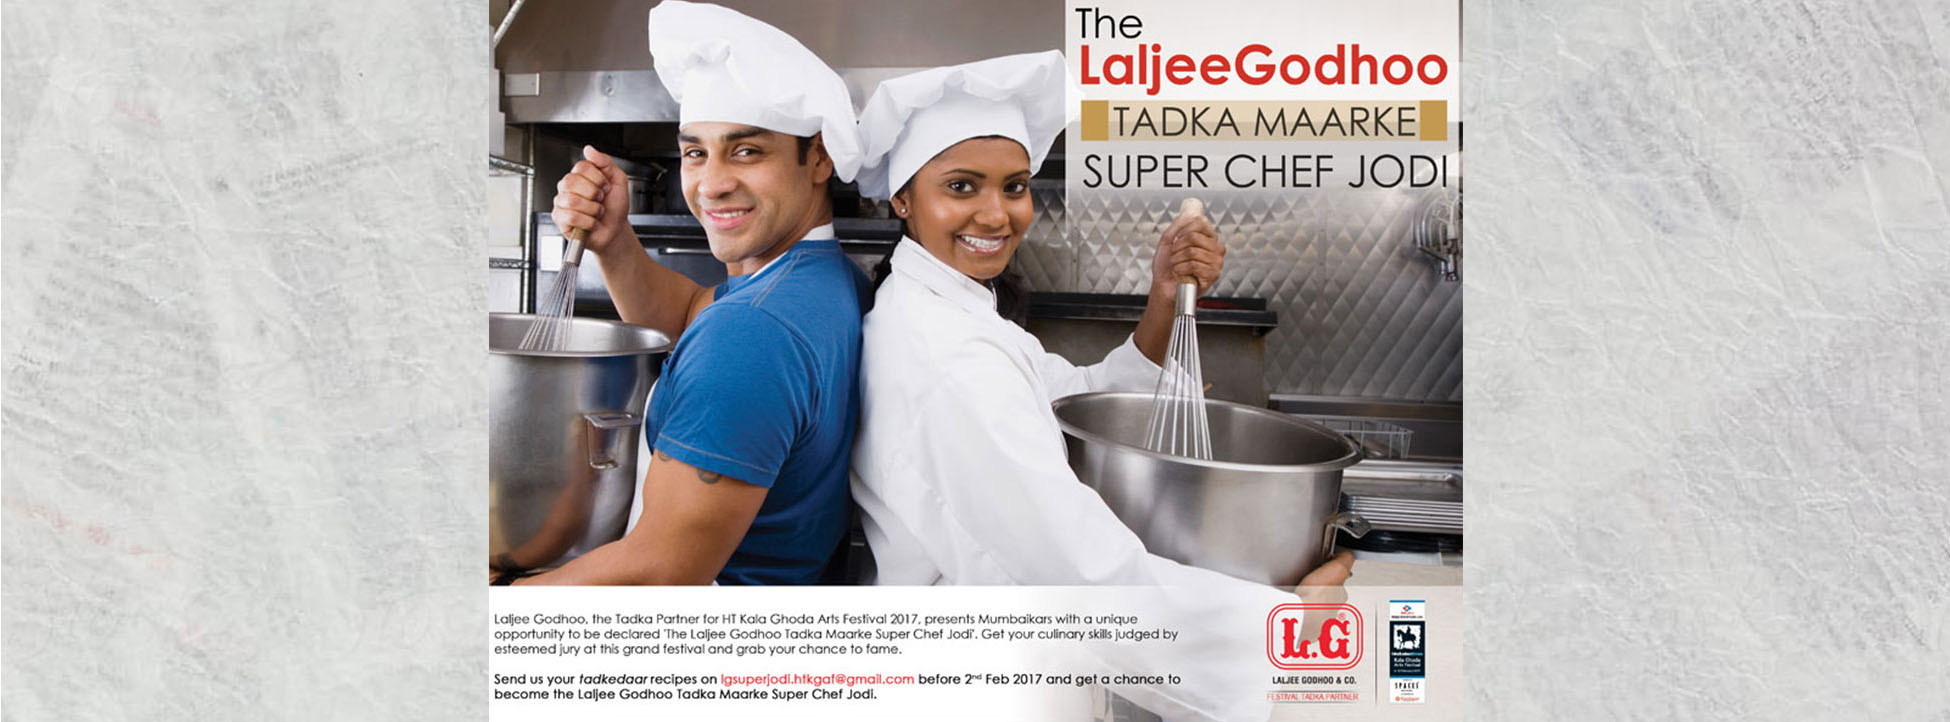 The
LaljeeGodhoo
TADKA MAARKE
SUPER CHEF JODI
Laljee Godhoo, the Tadka Partner for HT Kala Ghoda Arts Festival 2017, presents Mumbaikars with a unique
opportunity to be declared 'The Laljee Godhoo Tadka Maarke Super Chef Jodi'. Get your culinary skills judged by
esteemed jury at this grand festival and grab your chance to fame.
Send us your tadkedaar recipes on lgsuperjodi.htkgaf@gmail.com before 2nd Feb 2017 and get a chance to
become the Laljee Godhoo Tadka Maarke Super Chef Jodi.
L.G
LALJEE GODHOO & CO.
FESTIVAL TADKA PARTNER
Kala Ghoda
Arts Festival
SPACES